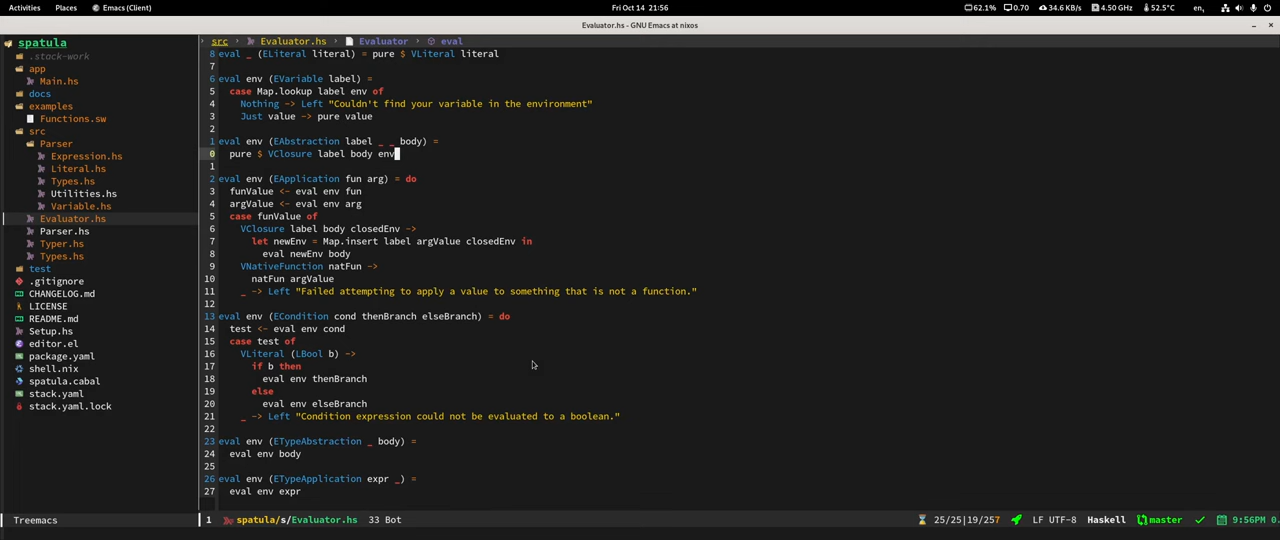 Activities Places Emacs (Client) Fri Oct 14 21:56 62.1% 0.70 34.6 KB/s 4.50 GHz 52.5°C en
Evaluator.hs - GNU Emacs at nixos
spatula
.stack-work
app
Main.hs
docs
examples
Functions.sw
src
Parser
Expression.hs
Literal.hs
Types.hs
Utilities.hs
Variable.hs
Evaluator.hs
Parser.hs
Typer.hs
Types.hs
test
.gitignore
CHANGELOG.md
LICENSE
README.md
Setup.hs
editor.el
package.yaml
shell.nix
spatula.cabal
stack.yaml
stack.yaml.lock
src › Evaluator.hs › Evaluator › eval
8 eval _ (ELiteral literal) = pure $ VLiteral literal
7
6 eval env (EVariable label) =
5 case Map.lookup label env of
4 Nothing -> Left "Couldn't find your variable in the environment"
3 Just value -> pure value
2
1 eval env (EAbstraction label _ _ body) =
0 pure $ VClosure label body env
1
2 eval env (EApplication fun arg) = do
3 funValue <- eval env fun
4 argValue <- eval env arg
5 case funValue of
6 VClosure label body closedEnv ->
7 let newEnv = Map.insert label argValue closedEnv in
8 eval newEnv body
9 VNativeFunction natFun ->
10 natFun argValue
11 _ -> Left "Failed attempting to apply a value to something that is not a function."
12
13 eval env (ECondition cond thenBranch elseBranch) = do
14 test <- eval env cond
15 case test of
16 VLiteral (LBool b) ->
17 if b then
18 eval env thenBranch
19 else
20 eval env elseBranch
21 _ -> Left "Condition expression could not be evaluated to a boolean."
22
23 eval env (ETypeAbstraction _ body) =
24 eval env body
25
26 eval env (ETypeApplication expr _) =
27 eval env expr
Treemacs
1 spatula/s/Evaluator.hs 33 Bot 25/25|19/257 LF UTF-8 Haskell master 9:56PM 0.